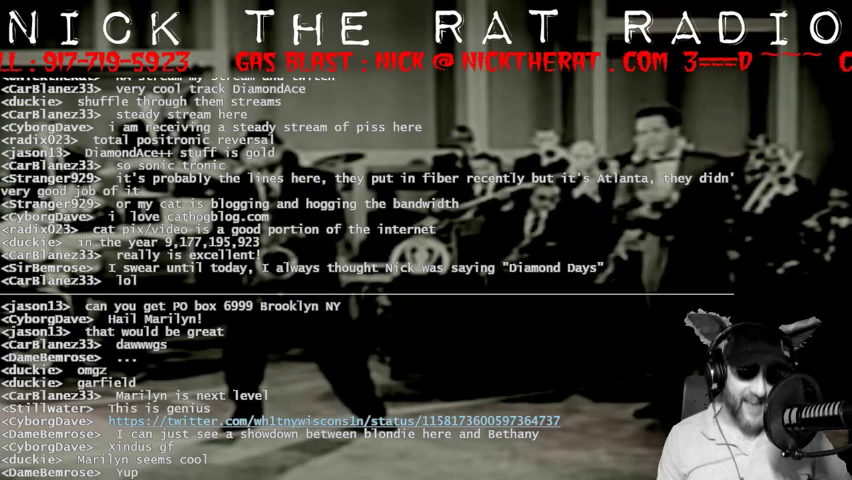 NICK THE RAT RADIO
LL : 917-719-5923 GAS BLAST : NICK @ NICKTHERAT . COM 3===D ~~~~ C
<CarBlanez33> very cool track DiamondAce
<duckie> shuffle through them streams
<CarBlanez33> steady stream here
<CyborgDave> i am receiving a steady stream of piss here
<radix023> total positronic reversal
<jason13> DiamondAce++ stuff is gold
<CarBlanez33> so sonic tronic
<Stranger929> it's probably the lines here, they put in fiber recently but it's Atlanta, they didn'
very good job of it
<Stranger929> or my cat is blogging and hogging the bandwidth
<CyborgDave> i love cathogblog.com
<radix023> cat pix/video is a good portion of the internet
<duckie> in the year 9,177,195,923
<CarBlanez33> really is excellent!
<SirBemrose> I swear until today, I always thought Nick was saying "Diamond Days"
<CarBlanez33> lol
<jason13> can you get PO box 6999 Brooklyn NY
<CyborgDave> Hail Marilyn!
<jason13> that would be great
<CarBlanez33> dawwwgs
<DameBemrose> ...
<duckie> omgz
<duckie> garfield
<CarBlanez33> Marilyn is next level
<Stillwater> This is genius
<CyborgDave> https://twitter.com/wh1tnywiscons1n/status/1158173600597364737
<DameBemrose> I can just see a showdown between blondie here and Bethany
<CyborgDave> Xindus gf
<duckie> Marilyn seems cool
<DameBemrose> Yup